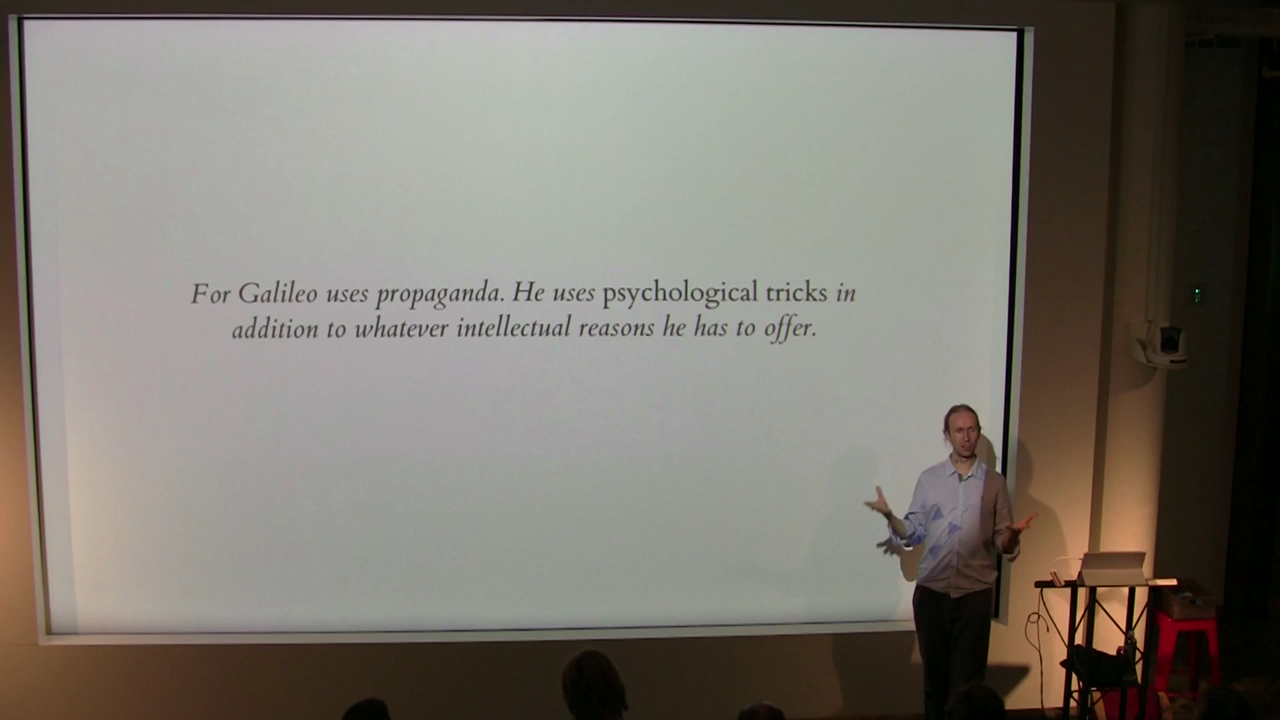 For Galileo uses propaganda. He uses psychological tricks in
addition to whatever intellectual reasons he has to offer.